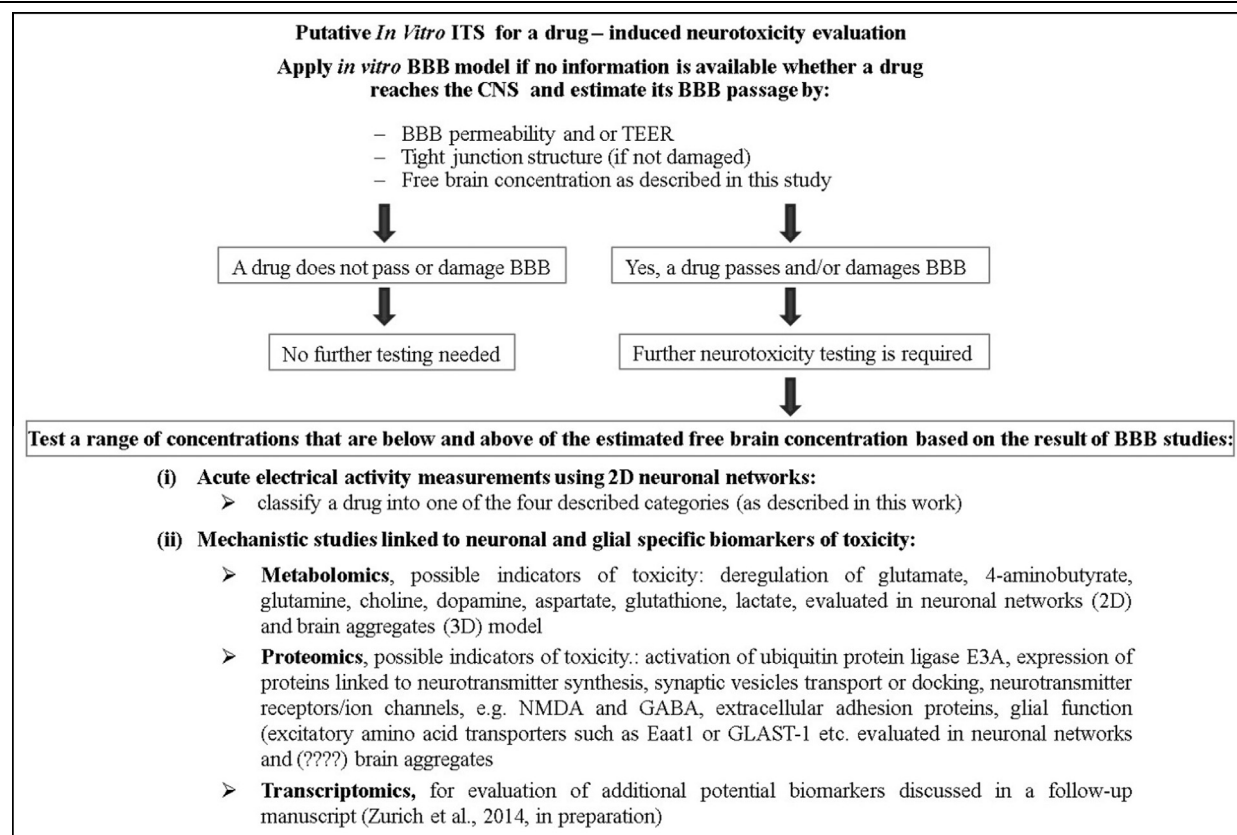 Putative In Vitro ITS for a drug – induced neurotoxicity evaluation
Apply in vitro BBB model if no information is available whether a drug
reaches the CNS and estimate its BBB passage by:
– BBB permeability and or TEER
– Tight junction structure (if not damaged)
– Free brain concentration as described in this study
A drug does not pass or damage BBB
Yes, a drug passes and/or damages BBB
No further testing needed
Further neurotoxicity testing is required
Test a range of concentrations that are below and above of the estimated free brain concentration based on the result of BBB studies:
(i) Acute electrical activity measurements using 2D neuronal networks:
➢ classify a drug into one of the four described categories (as described in this work)
(ii) Mechanistic studies linked to neuronal and glial specific biomarkers of toxicity:
➢ Metabolomics, possible indicators of toxicity: deregulation of glutamate, 4-aminobutyrate,
glutamine, choline, dopamine, aspartate, glutathione, lactate, evaluated in neuronal networks (2D)
and brain aggregates (3D) model
➢ Proteomics, possible indicators of toxicity.: activation of ubiquitin protein ligase E3A, expression of
proteins linked to neurotransmitter synthesis, synaptic vesicles transport or docking, neurotransmitter
receptors/ion channels, e.g. NMDA and GABA, extracellular adhesion proteins, glial function
(excitatory amino acid transporters such as Eaat1 or GLAST-1 etc. evaluated in neuronal networks
and (????) brain aggregates
➢ Transcriptomics, for evaluation of additional potential biomarkers discussed in a follow-up
manuscript (Zurich et al., 2014, in preparation)